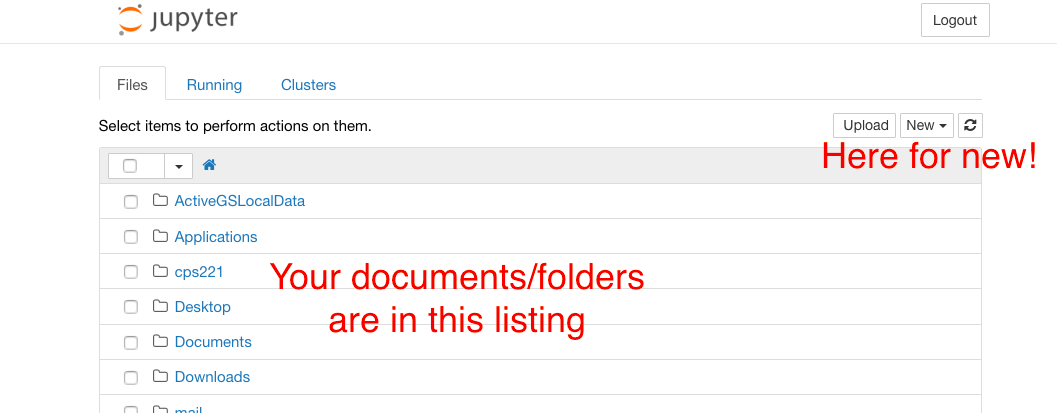 jupyter
Logout
Files Running Clusters
Select items to perform actions on them.
Upload New
Here for new!
ActiveGSLocalData
Applications
cps221
Your documents/folders
are in this listing
Desktop
Documents
Downloads
mail